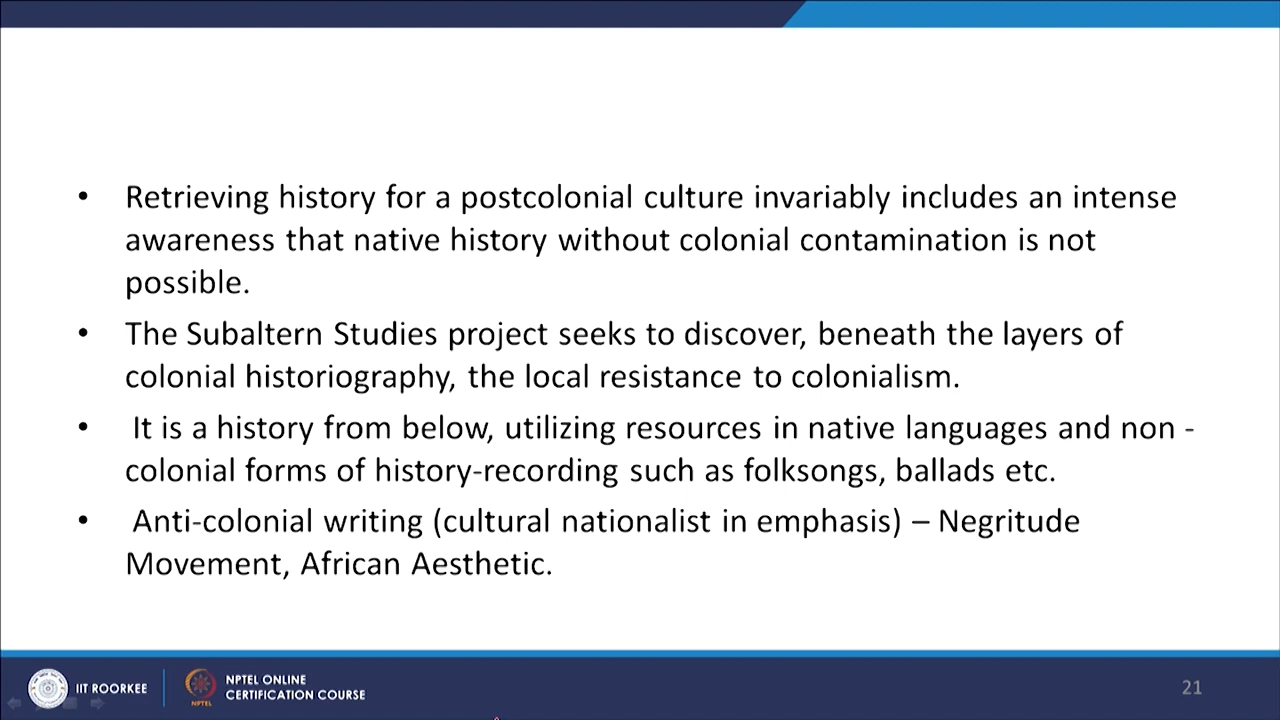 • Retrieving history for a postcolonial culture invariably includes an intense
awareness that native history without colonial contamination is not
possible.
• The Subaltern Studies project seeks to discover, beneath the layers of
colonial historiography, the local resistance to colonialism.
• It is a history from below, utilizing resources in native languages and non -
colonial forms of history-recording such as folksongs, ballads etc.
• Anti-colonial writing (cultural nationalist in emphasis) – Negritude
Movement, African Aesthetic.
IIT ROORKEE
NPTEL
NPTEL ONLINE
CERTIFICATION COURSE
21